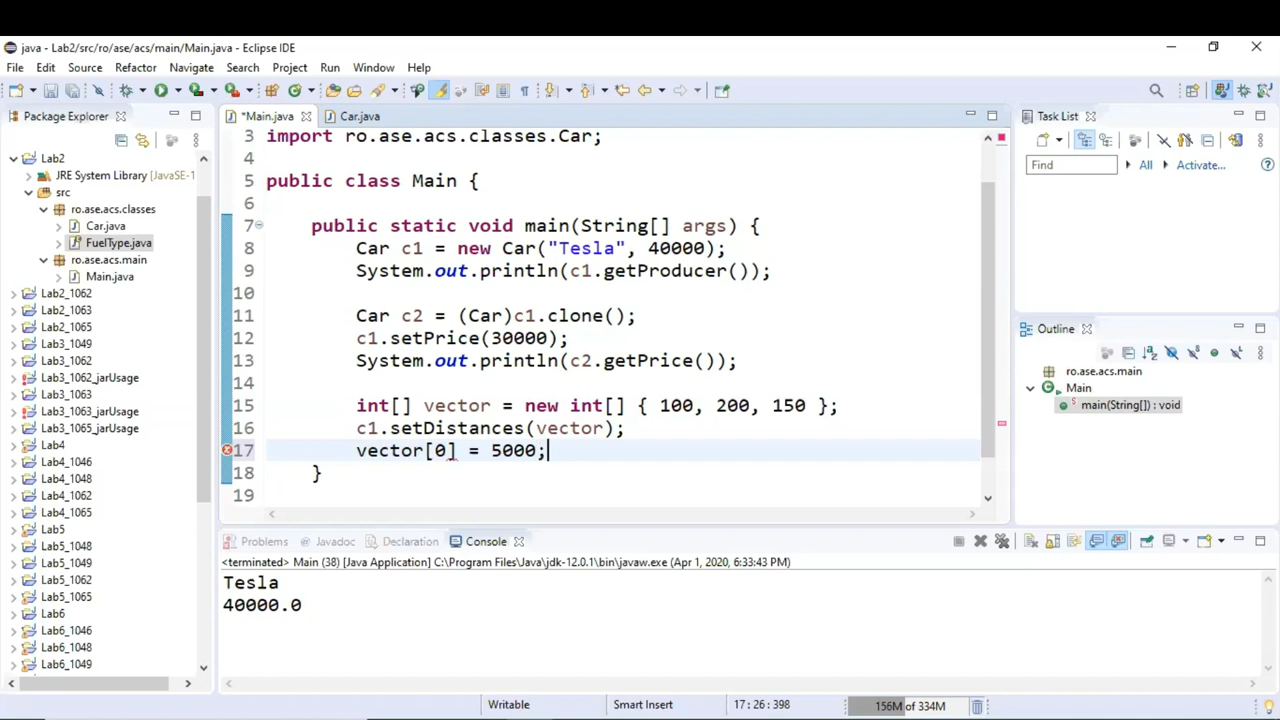 java - Lab2/src/ro/ase/acs/main/Main.java - Eclipse IDE
File Edit Source Refactor Navigate Search Project Run Window Help
Package Explorer
Lab2
JRE System Library [JavaSE-1
src
ro.ase.acs.classes
Car.java
FuelType.java
ro.ase.acs.main
Main.java
Lab2_1062
Lab2_1063
Lab2_1065
Lab3_1049
Lab3_1062
Lab3_1062_jarUsage
Lab3_1063
Lab3_1063_jarUsage
Lab3_1065_jarUsage
Lab4
Lab4_1046
Lab4_1048
Lab4_1062
Lab4_1065
Lab5
Lab5_1048
Lab5_1049
Lab5_1062
Lab5_1065
Lab6
Lab6_1046
Lab6_1048
Lab6_1049
*Main.java Car.java
3 import ro.ase.acs.classes.Car;
4
5 public class Main {
6
7 public static void main(String[] args) {
8 Car c1 = new Car("Tesla", 40000);
9 System.out.println(c1.getProducer());
10
11 Car c2 = (Car)c1.clone();
12 c1.setPrice(30000);
13 System.out.println(c2.getPrice());
14
15 int[] vector = new int[] { 100, 200, 150 };
16 c1.setDistances(vector);
17 vector[0] = 5000;
18 }
19
Task List
Find All Activate...
Outline
ro.ase.acs.main
Main
main(String[]) : void
Problems Javadoc Declaration Console
<terminated> Main (38) [Java Application] C:\Program Files\Java\jdk-12.0.1\bin\javaw.exe (Apr 1, 2020, 6:33:43 PM)
Tesla
40000.0
Writable Smart Insert 17 : 26 : 398 156M of 334M